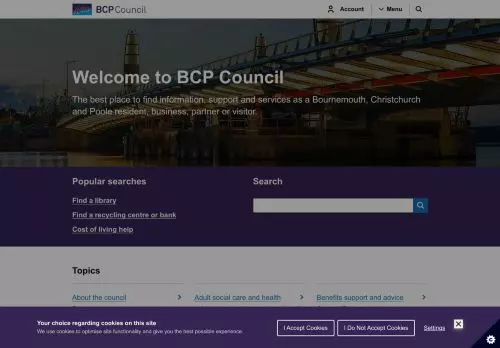 BCP Council
Account
Menu
Welcome to BCP Council
The best place to find information, support and services as a Bournemouth, Christchurch
and Poole resident, business, partner or visitor.
Popular searches
Search
Find a library
Find a recycling centre or bank
Cost of living help
Topics
About the council
Adult social care and health
Benefits support and advice
Your choice regarding cookies on this site
We use cookies to optimise site functionality and give you the best possible experience.
I Accept Cookies
I Do Not Accept Cookies
Settings